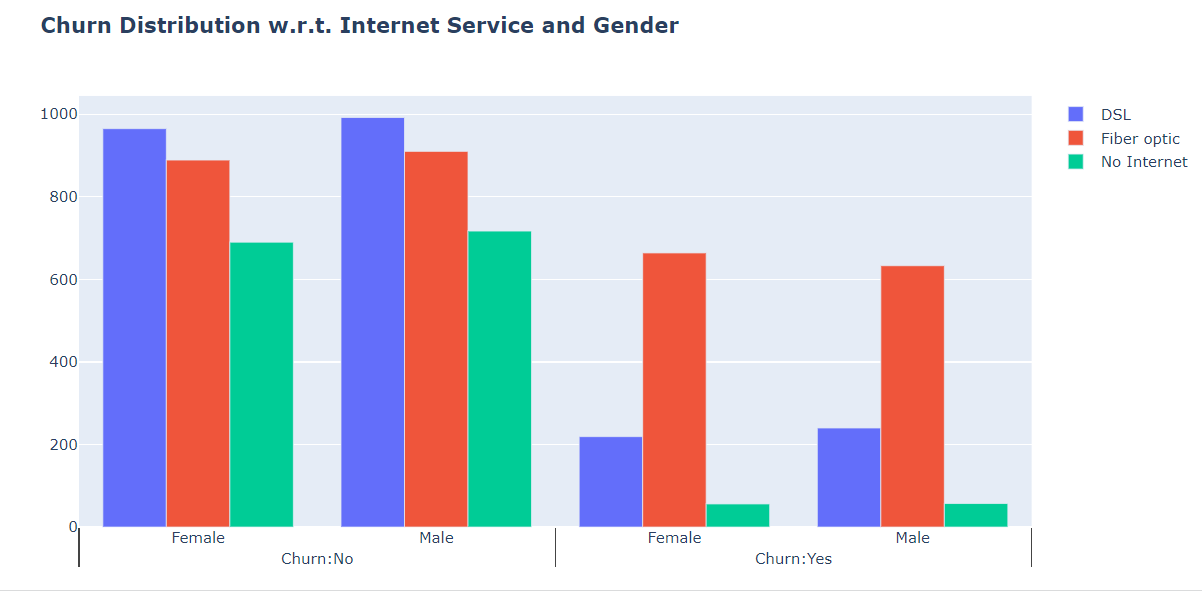 Churn Distribution w.r.t. Internet Service and Gender
1000
800
600
400
200
0
DSL
Fiber optic
No Internet
Female Male Female Male
Churn:No Churn:Yes